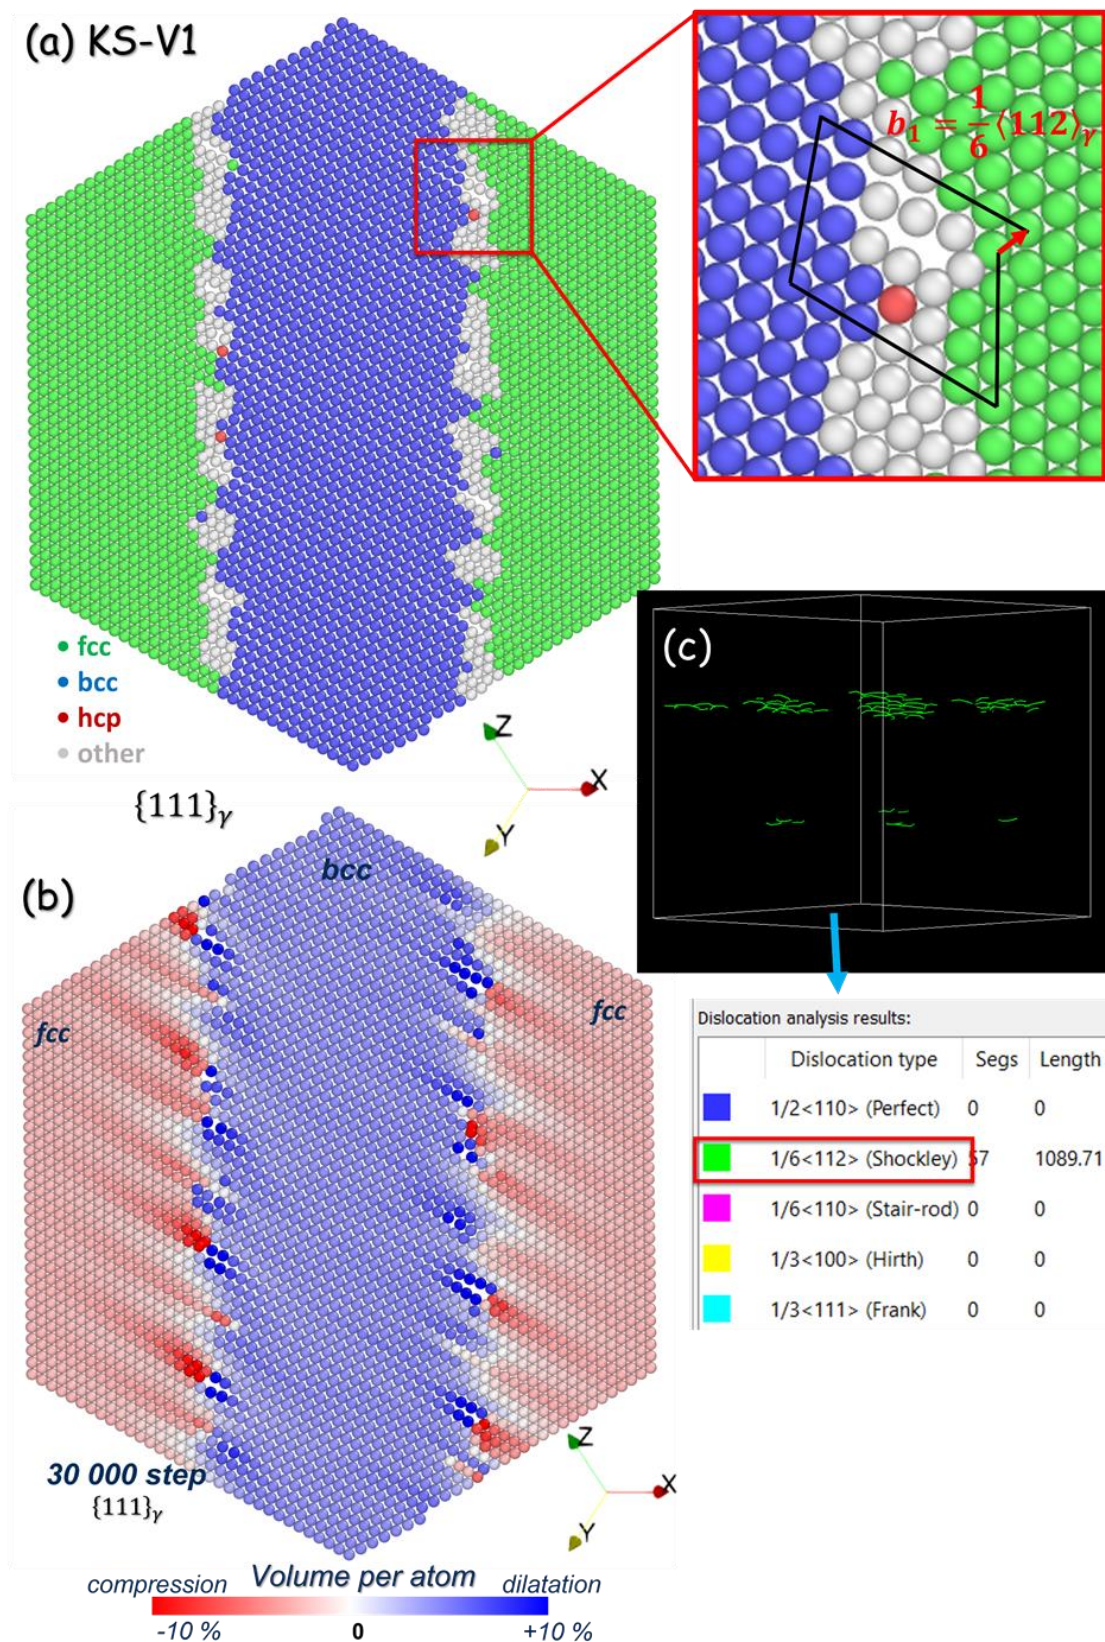 (a) KS-V1
b₁ = 1/6⟨112⟩γ
• fcc
• bcc
• hcp
• other
Z
X
Y
{111}γ
(c)
(b)
bcc
fcc
fcc
30 000 step
{111}γ
Z
X
Y
compression Volume per atom dilatation
-10 % 0 +10 %
Dislocation analysis results:
Dislocation type Segs Length
1/2<110> (Perfect) 0 0
1/6<112> (Shockley) 57 1089.71
1/6<110> (Stair-rod) 0 0
1/3<100> (Hirth) 0 0
1/3<111> (Frank) 0 0